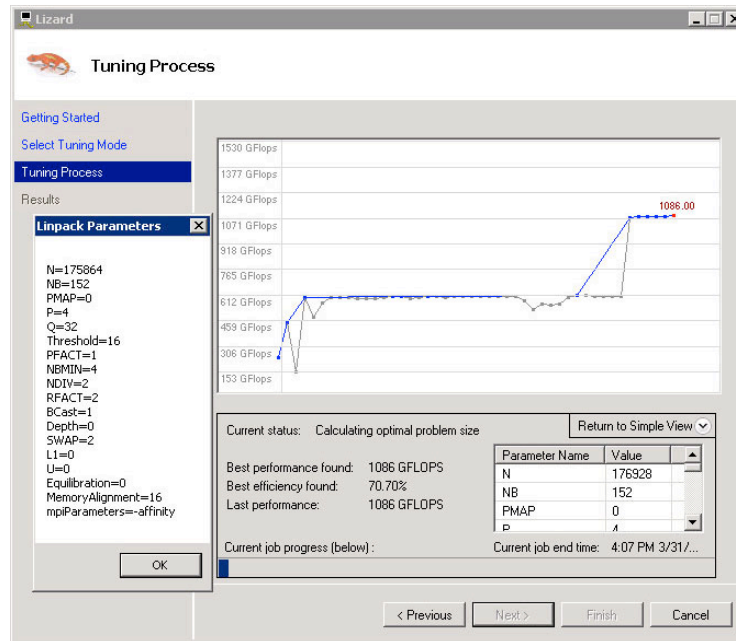 Lizard
Tuning Process
Getting Started
Select Tuning Mode
Tuning Process
Results
Linpack Parameters
N=175864
NB=152
PMAP=0
P=4
Q=32
Threshold=16
PFACT=1
NBMIN=4
NDIV=2
RFACT=2
BCast=1
Depth=0
SWAP=2
L1=0
U=0
Equilibration=0
MemoryAlignment=16
mpiParameters=-affinity
OK
1530 GFlops
1377 GFlops
1224 GFlops
1071 GFlops
918 GFlops
765 GFlops
612 GFlops
459 GFlops
306 GFlops
153 GFlops
1086.00
Current status: Calculating optimal problem size
Return to Simple View
Best performance found: 1086 GFLOPS
Best efficiency found: 70.70%
Last performance: 1086 GFLOPS
Parameter Name Value
N 176928
NB 152
PMAP 0
P 4
Current job progress (below) :
Current job end time: 4:07 PM 3/31/...
< Previous
Next >
Finish
Cancel